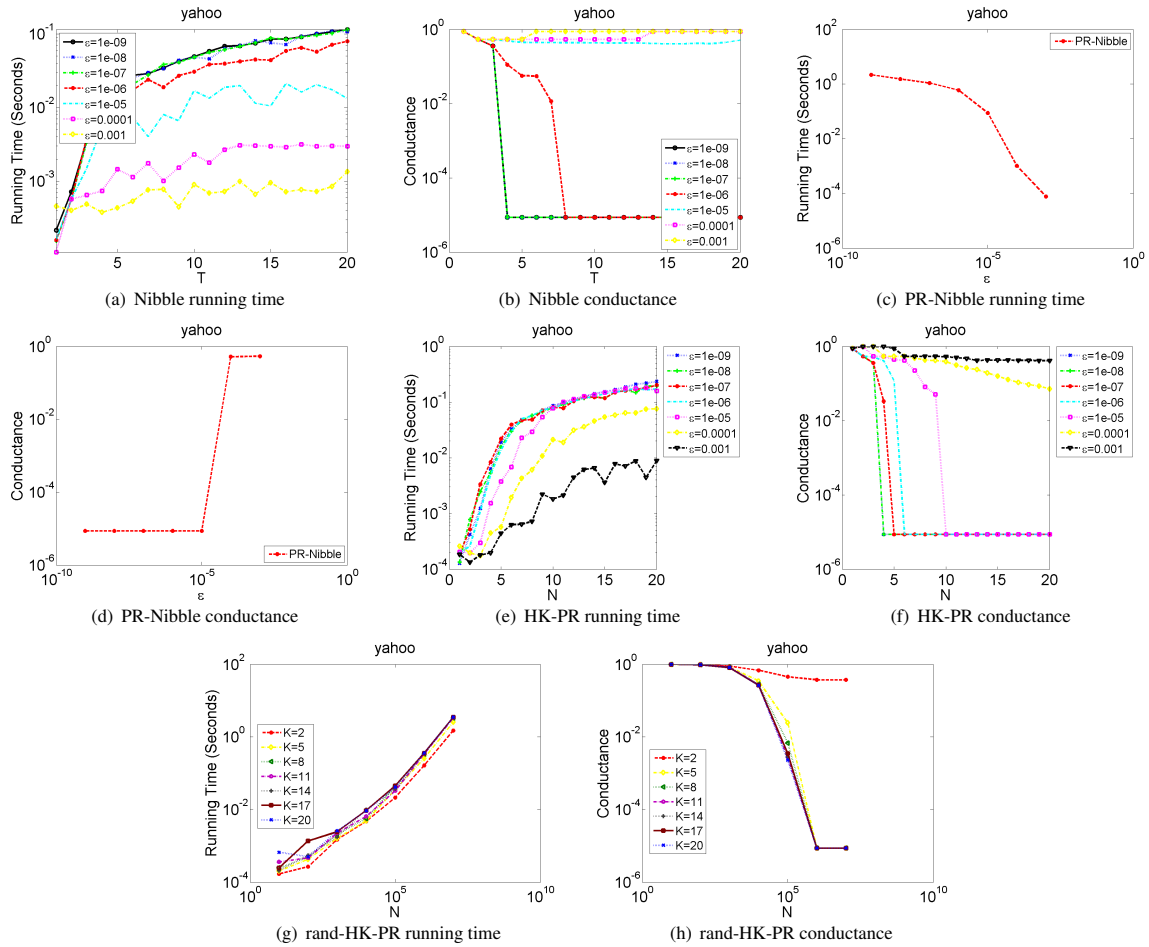 yahoo
Running Time (Seconds)
10^-1
10^-2
10^-3
ε=1e-09
ε=1e-08
ε=1e-07
ε=1e-06
ε=1e-05
ε=0.0001
ε=0.001
5
10
15
20
T
(a) Nibble running time
yahoo
Conductance
10^0
10^-2
10^-4
10^-6
ε=1e-09
ε=1e-08
ε=1e-07
ε=1e-06
ε=1e-05
ε=0.0001
ε=0.001
0
5
10
15
20
T
(b) Nibble conductance
yahoo
Running Time (Seconds)
10^2
10^0
10^-2
10^-4
10^-6
PR-Nibble
10^-10
10^-5
10^0
ε
(c) PR-Nibble running time
yahoo
Conductance
10^0
10^-2
10^-4
10^-6
PR-Nibble
10^-10
10^-5
10^0
ε
(d) PR-Nibble conductance
yahoo
Running Time (Seconds)
10^0
10^-1
10^-2
10^-3
10^-4
ε=1e-09
ε=1e-08
ε=1e-07
ε=1e-06
ε=1e-05
ε=0.0001
ε=0.001
0
5
10
15
20
N
(e) HK-PR running time
yahoo
Conductance
10^0
10^-2
10^-4
10^-6
ε=1e-09
ε=1e-08
ε=1e-07
ε=1e-06
ε=1e-05
ε=0.0001
ε=0.001
0
5
10
15
20
N
(f) HK-PR conductance
yahoo
Running Time (Seconds)
10^2
10^0
10^-2
10^-4
K=2
K=5
K=8
K=11
K=14
K=17
K=20
10^0
10^5
10^10
N
(g) rand-HK-PR running time
yahoo
Conductance
10^0
10^-2
10^-4
10^-6
K=2
K=5
K=8
K=11
K=14
K=17
K=20
10^0
10^5
10^10
N
(h) rand-HK-PR conductance